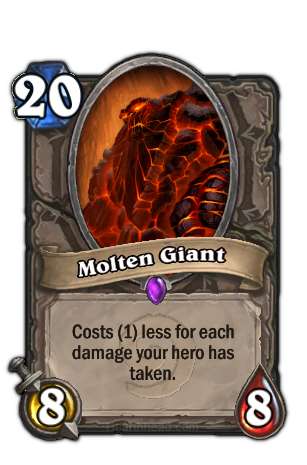 20
Molten Giant
Costs (1) less for each
damage your hero has
taken.
8
8